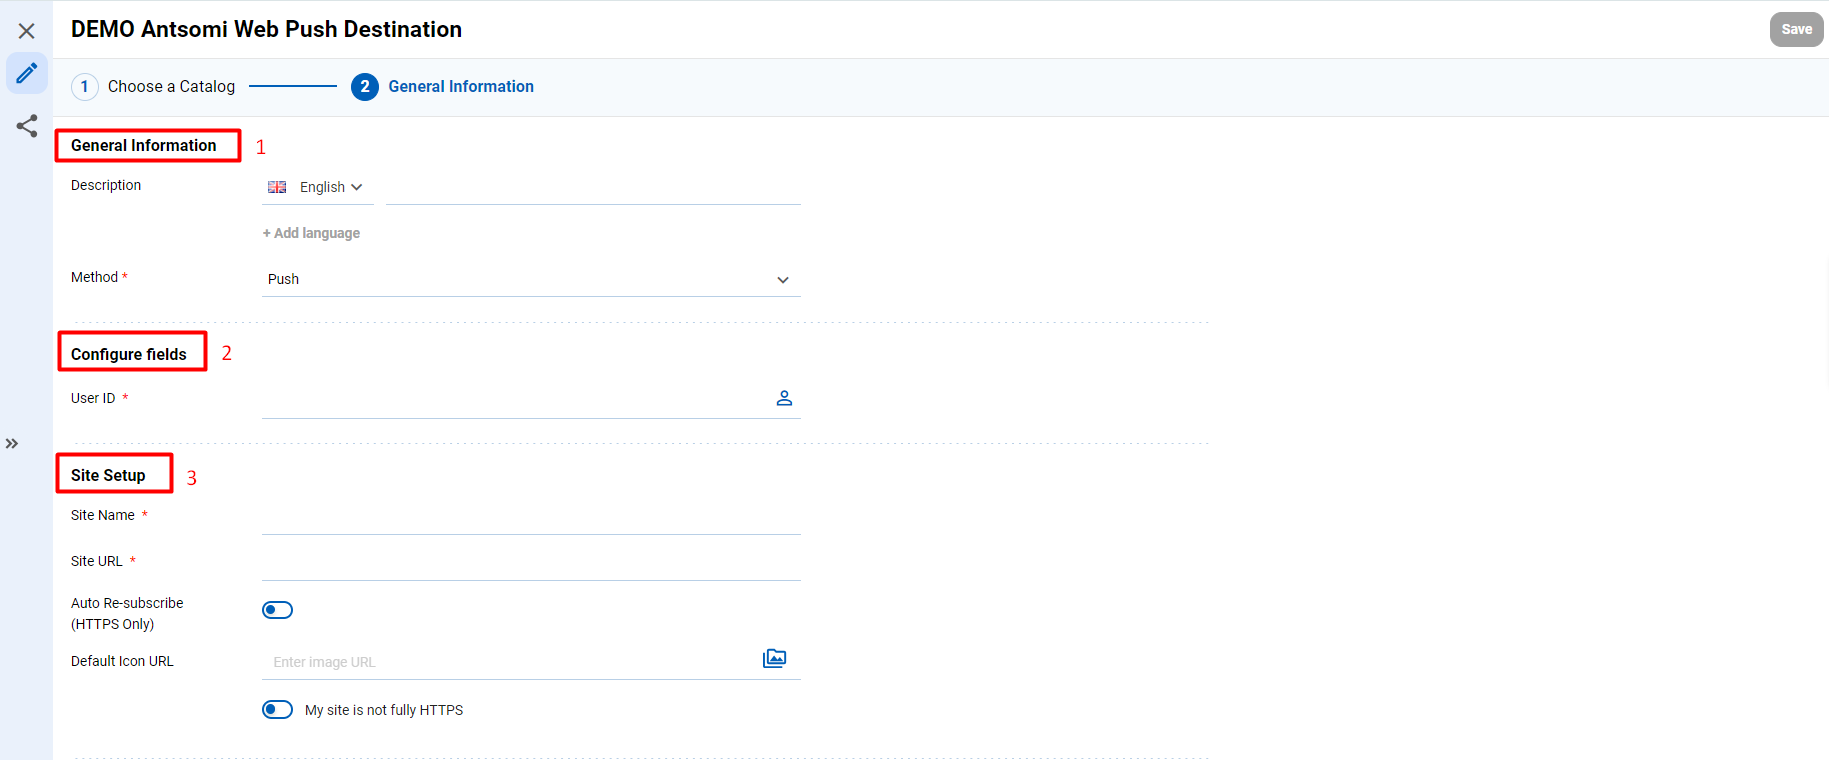 DEMO Antsomi Web Push Destination
Save
1 Choose a Catalog 2 General Information
General Information 1
Description English
+ Add language
Method * Push
Configure fields 2
User ID *
Site Setup 3
Site Name *
Site URL *
Auto Re-subscribe
(HTTPS Only)
Default Icon URL Enter image URL
My site is not fully HTTPS